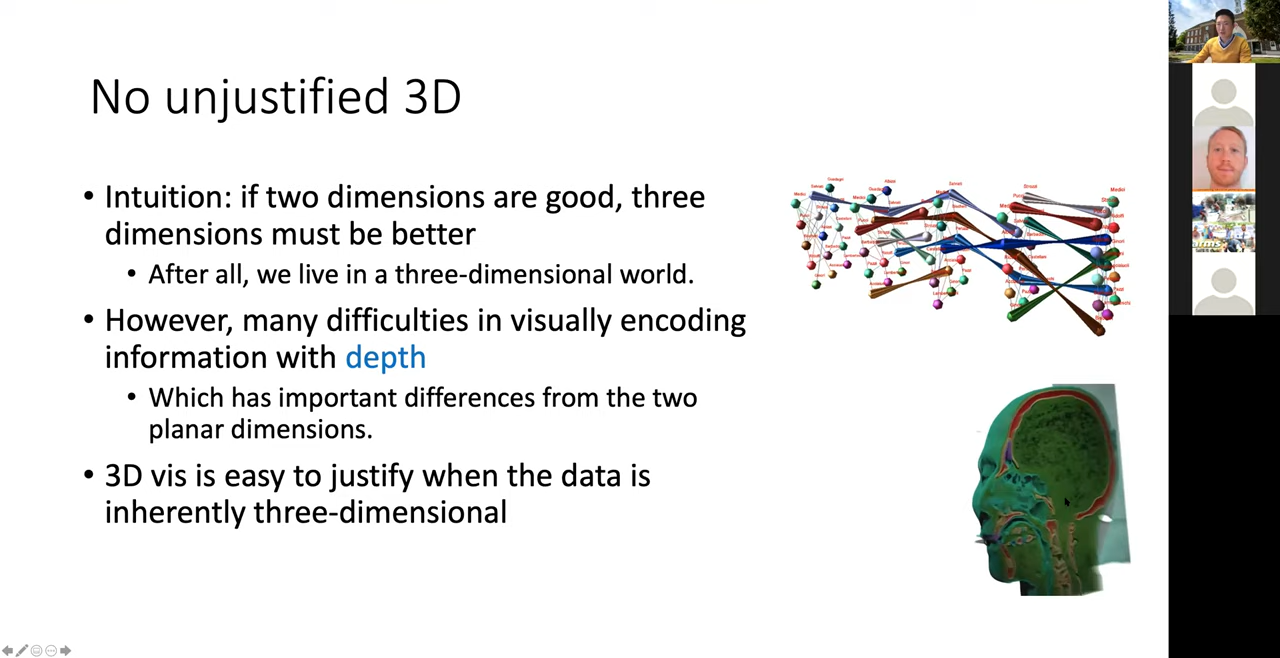 No unjustified 3D
• Intuition: if two dimensions are good, three
dimensions must be better
• After all, we live in a three-dimensional world.
• However, many difficulties in visually encoding
information with depth
• Which has important differences from the two
planar dimensions.
• 3D vis is easy to justify when the data is
inherently three-dimensional